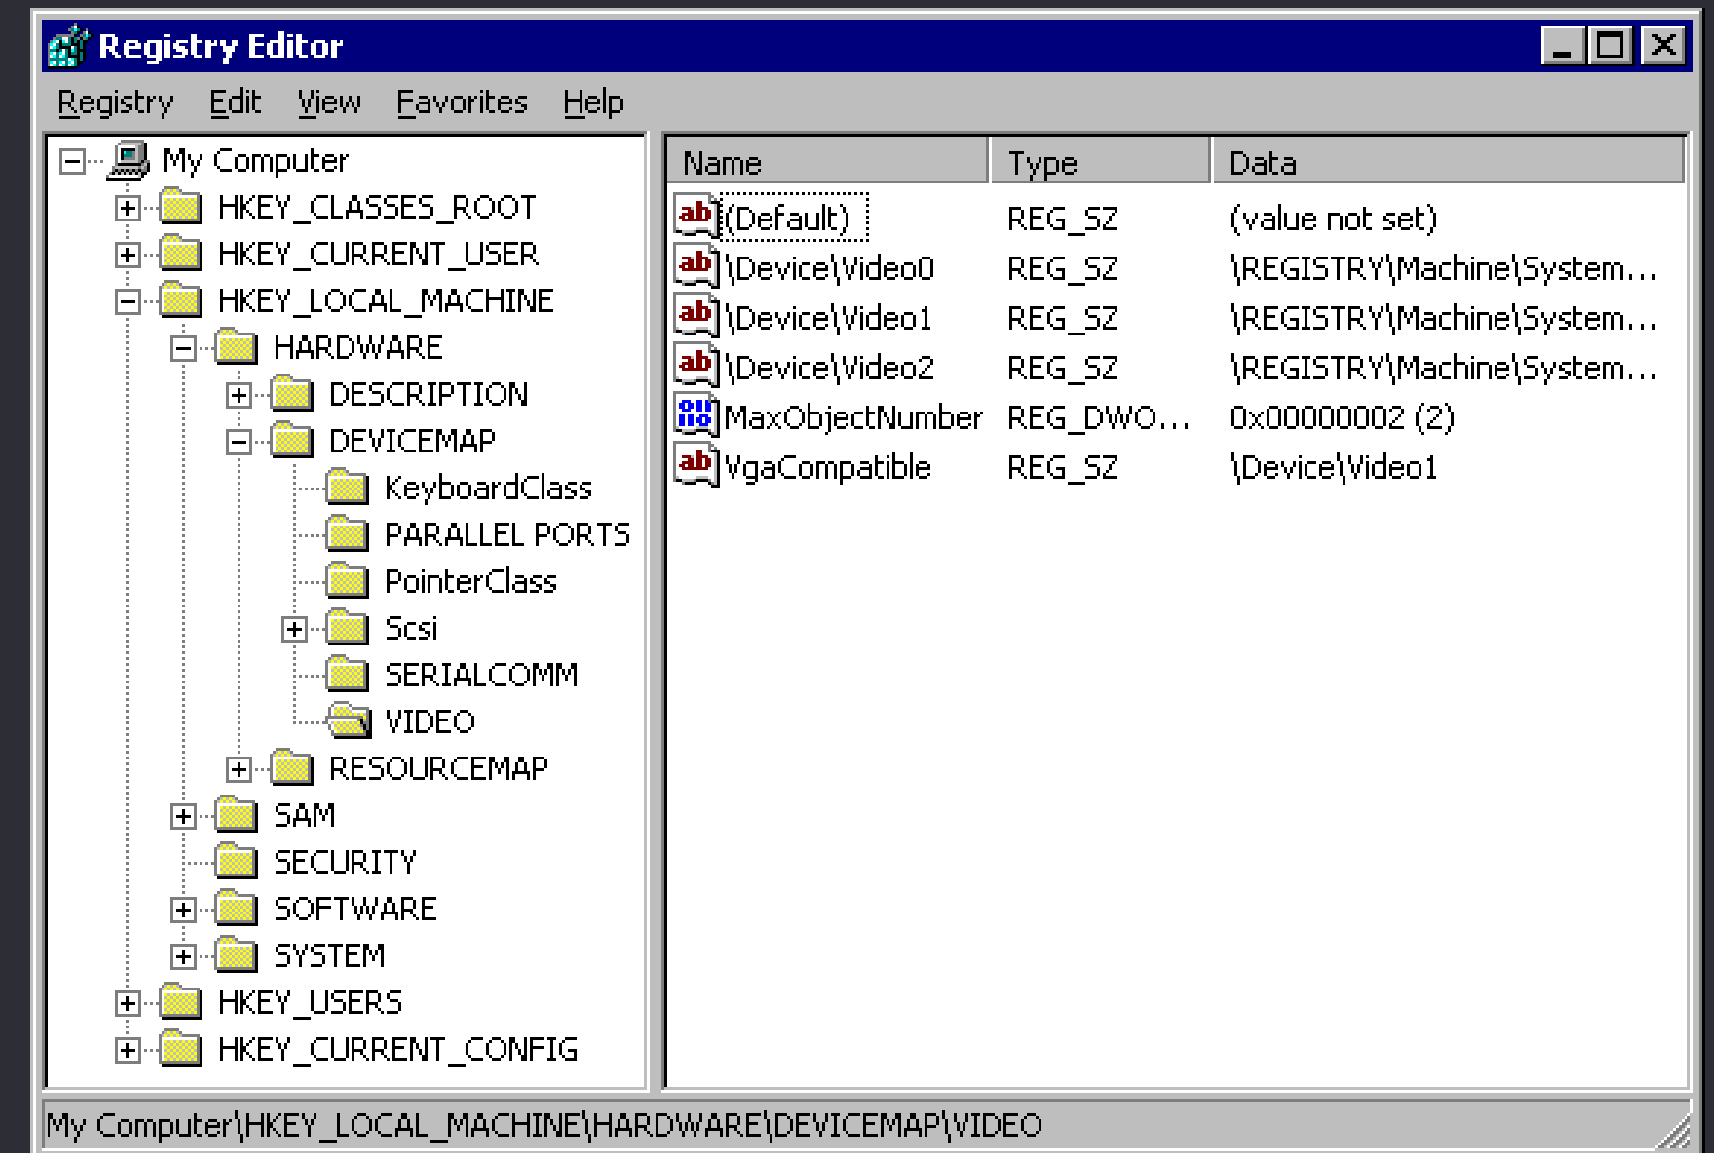 Registry Editor
Registry Edit View Favorites Help
My Computer
HKEY_CLASSES_ROOT
HKEY_CURRENT_USER
HKEY_LOCAL_MACHINE
HARDWARE
DESCRIPTION
DEVICEMAP
KeyboardClass
PARALLEL PORTS
PointerClass
Scsi
SERIALCOMM
VIDEO
RESOURCEMAP
SAM
SECURITY
SOFTWARE
SYSTEM
HKEY_USERS
HKEY_CURRENT_CONFIG
Name Type Data
(Default) REG_SZ (value not set)
\Device\Video0 REG_SZ \REGISTRY\Machine\System...
\Device\Video1 REG_SZ \REGISTRY\Machine\System...
\Device\Video2 REG_SZ \REGISTRY\Machine\System...
MaxObjectNumber REG_DWO... 0x00000002 (2)
VgaCompatible REG_SZ \Device\Video1
My Computer\HKEY_LOCAL_MACHINE\HARDWARE\DEVICEMAP\VIDEO